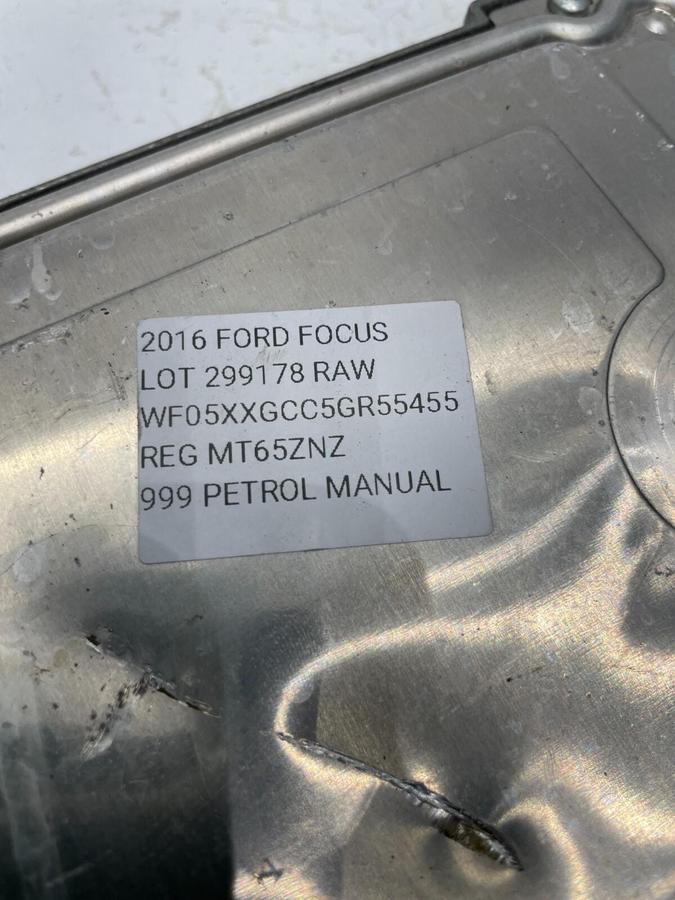 2016 FORD FOCUS
LOT 299178 RAW
WF05XXGCC5GR55455
REG MT65ZNZ
999 PETROL MANUAL